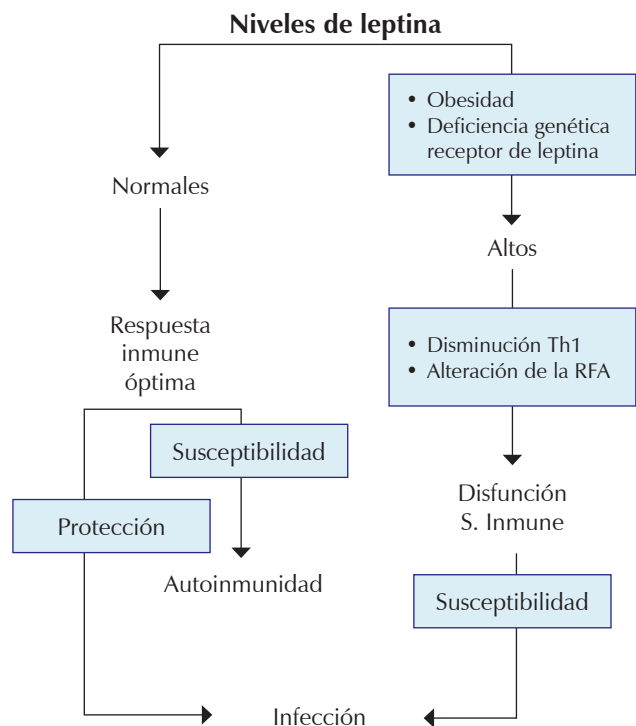 Niveles de leptina
• Obesidad
• Deficiencia genética
receptor de leptina
Normales
Altos
Respuesta
inmune
óptima
• Disminución Th1
• Alteración de la RFA
Susceptibilidad
Protección
Disfunción
S. Inmune
Autoinmunidad
Susceptibilidad
Infección